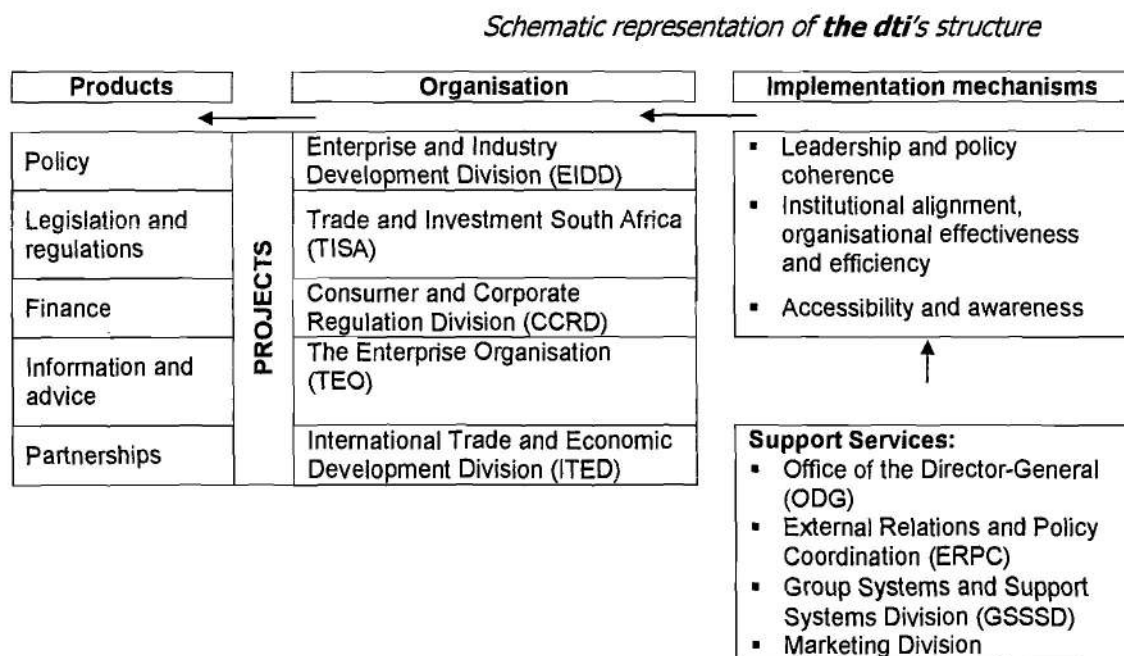 Schematic representation of the dti's structure
Products
Organisation
Implementation mechanisms
Policy
Legislation and
regulations
Finance
Information and
advice
Partnerships
PROJECTS
Enterprise and Industry
Development Division (EIDD)
Trade and Investment South Africa
(TISA)
Consumer and Corporate
Regulation Division (CCRD)
The Enterprise Organisation
(TEO)
International Trade and Economic
Development Division (ITED)
▪ Leadership and policy
coherence
▪ Institutional alignment,
organisational effectiveness
and efficiency
▪ Accessibility and awareness
Support Services:
▪ Office of the Director-General
(ODG)
▪ External Relations and Policy
Coordination (ERPC)
▪ Group Systems and Support
Systems Division (GSSSD)
▪ Marketing Division